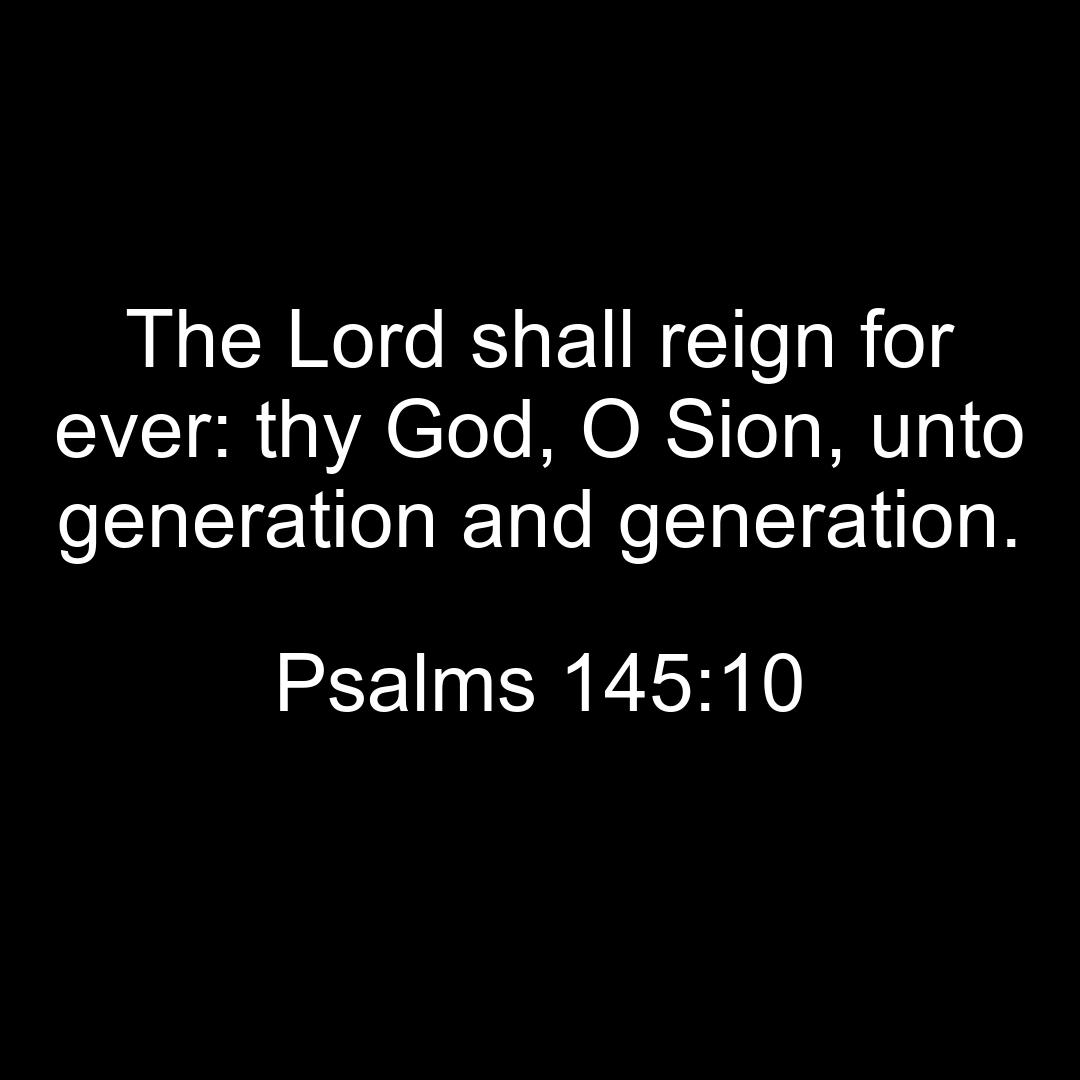 The Lord shall reign for
ever: thy God, O Sion, unto
generation and generation.
Psalms 145:10